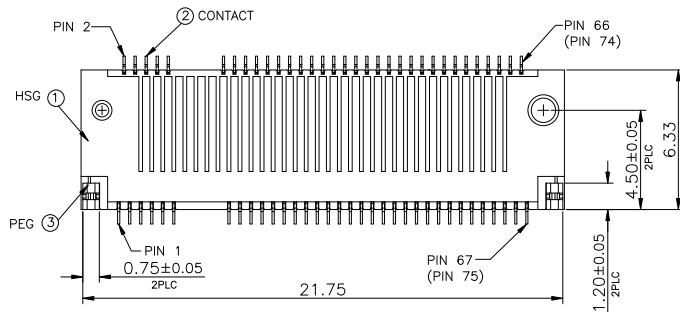 ② CONTACT
PIN 2
PIN 66
(PIN 74)
HSG ①
4.50±0.05
2PLC
6.33
PEG ③
PIN 1
PIN 67
(PIN 75)
0.75±0.05
2PLC
21.75
1.20±0.05
2PLC